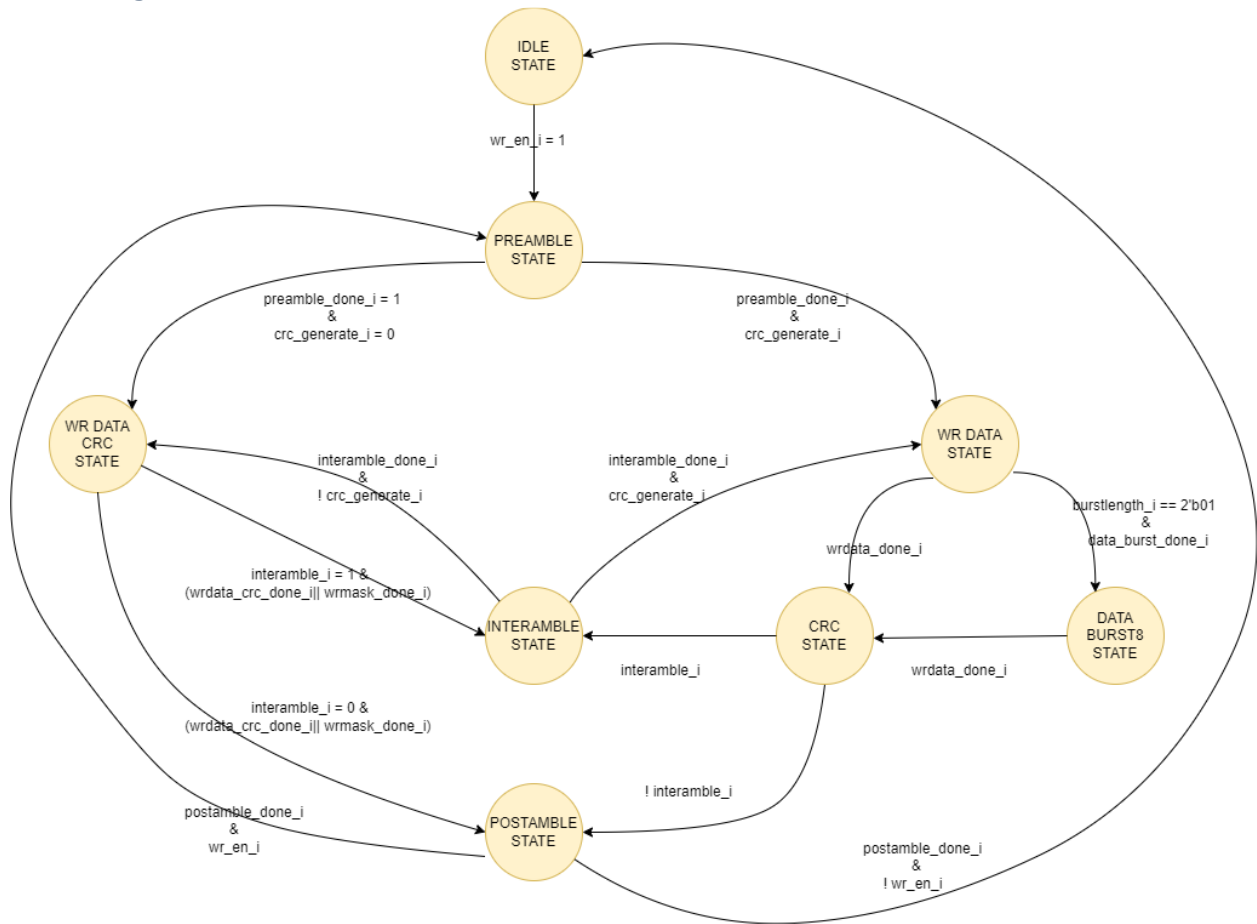 IDLE
STATE
wr_en_i = 1
PREAMBLE
STATE
preamble_done_i = 1
&
crc_generate_i = 0
preamble_done_i
&
crc_generate_i
WR DATA
CRC
STATE
WR DATA
STATE
interamble_done_i
&
! crc_generate_i
interamble_done_i
&
crc_generate_i
burstlength_i == 2'b01
&
data_burst_done_i
wrdata_done_i
interamble_i = 1 &
(wrdata_crc_done_i|| wrmask_done_i)
INTERAMBLE
STATE
CRC
STATE
DATA
BURST8
STATE
interamble_i
wrdata_done_i
interamble_i = 0 &
(wrdata_crc_done_i|| wrmask_done_i)
! interamble_i
postamble_done_i
&
wr_en_i
POSTAMBLE
STATE
postamble_done_i
&
! wr_en_i